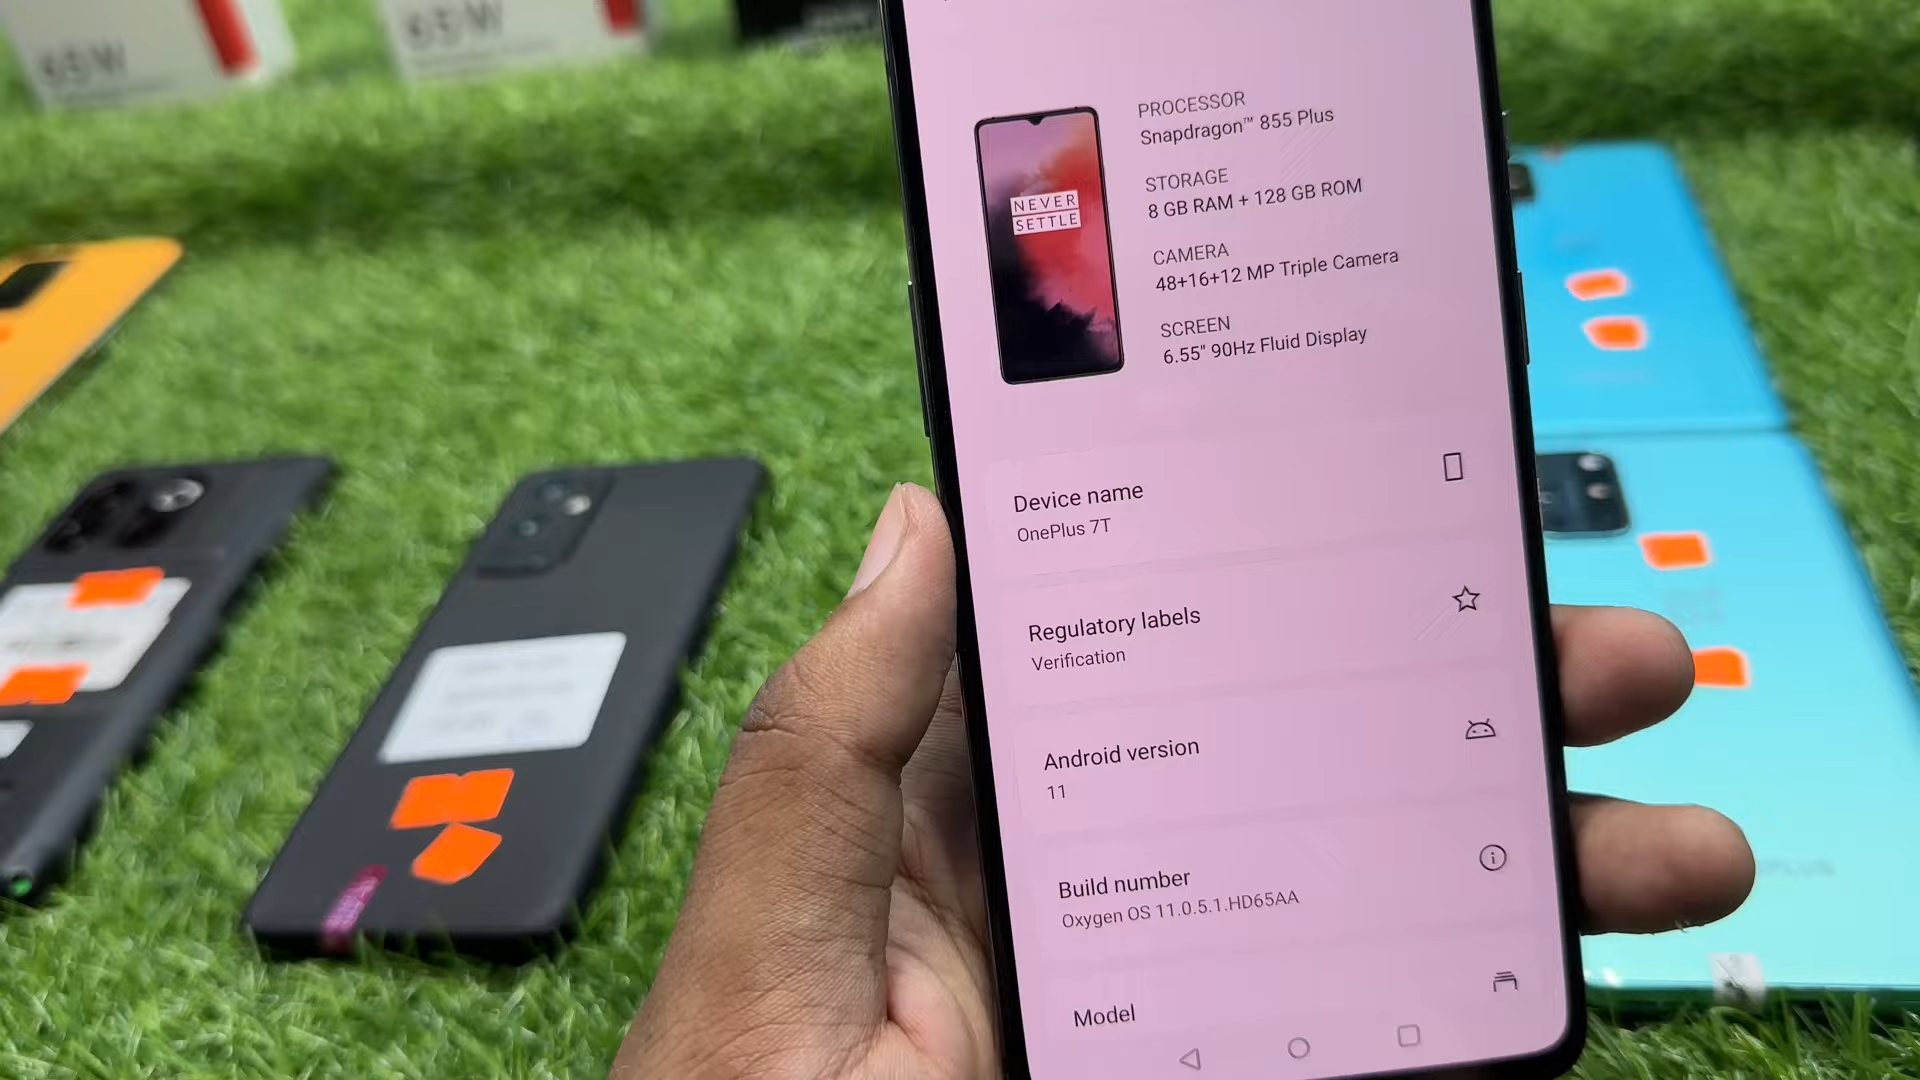 65W
65W
PROCESSOR
Snapdragon™ 855 Plus
STORAGE
8 GB RAM + 128 GB ROM
CAMERA
48+16+12 MP Triple Camera
SCREEN
6.55" 90Hz Fluid Display
NEVER
SETTLE
Device name
OnePlus 7T
Regulatory labels
Verification
Android version
11
Build number
Oxygen OS 11.0.5.1.HD65AA
Model